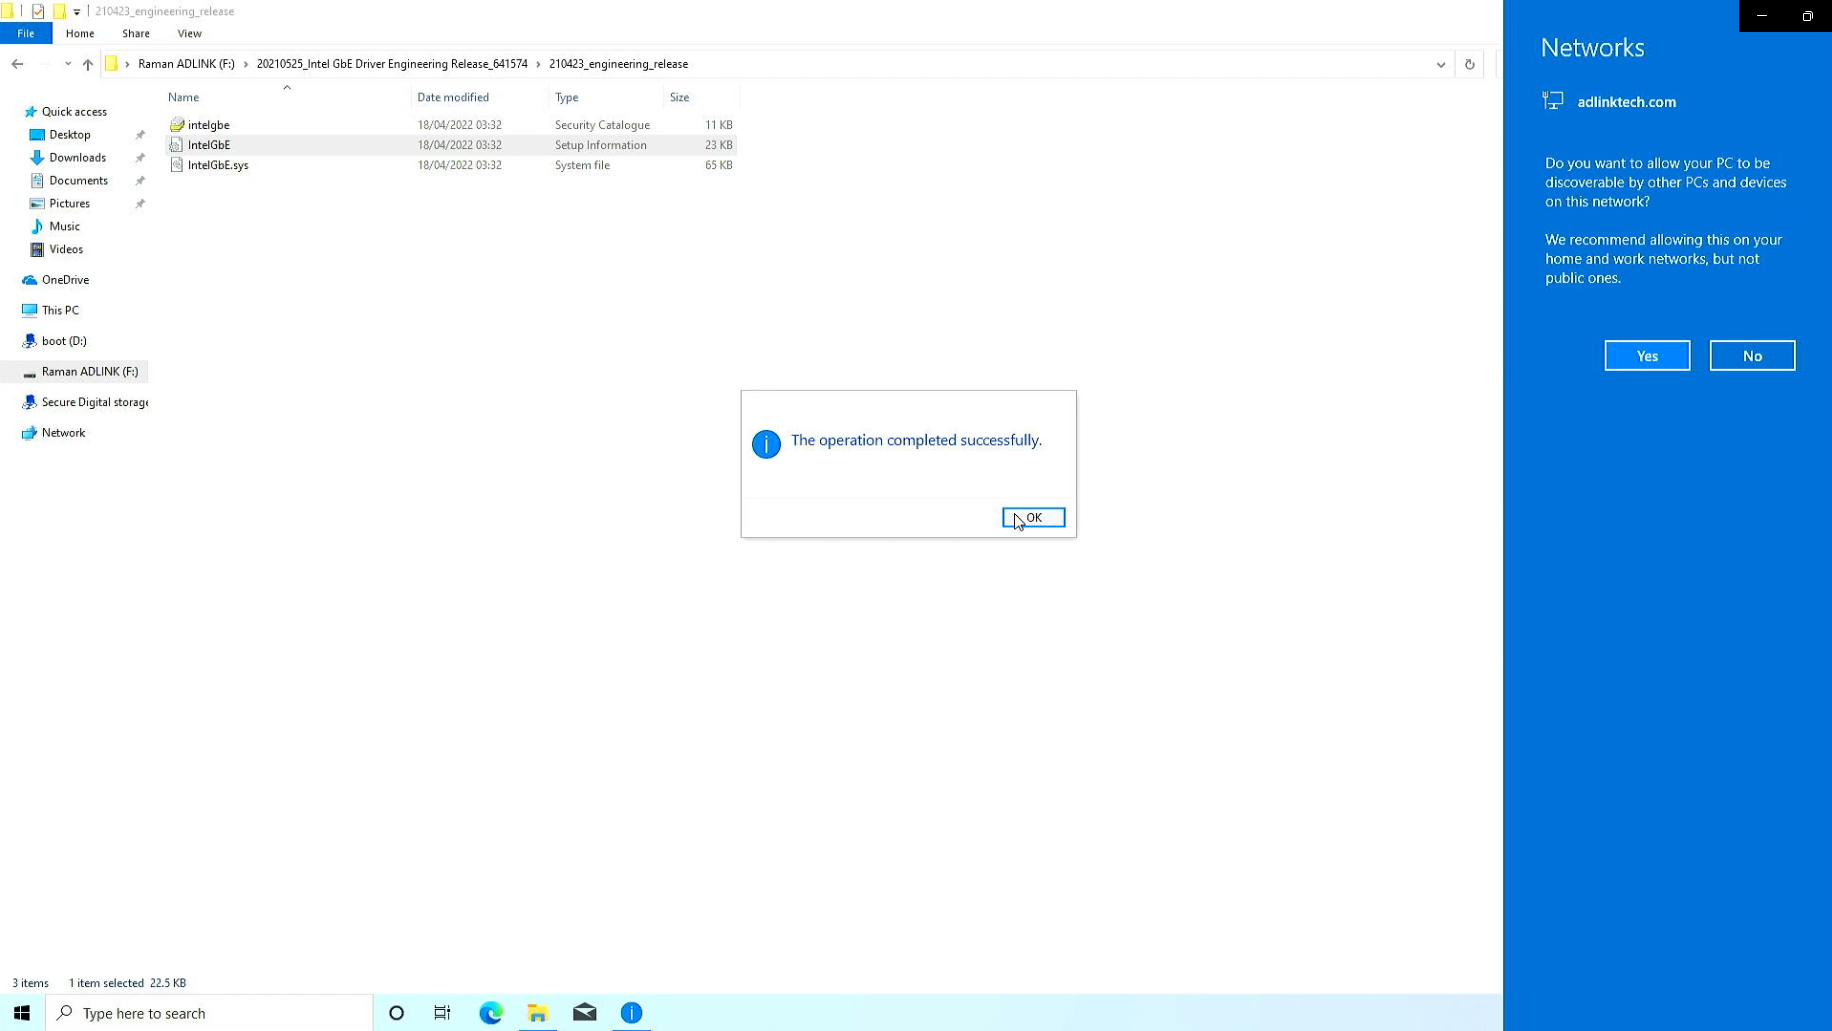 210423_engineering_release
File Home Share View
Raman ADLINK (F:) 20210525_Intel GbE Driver Engineering Release_641574 210423_engineering_release
Name Date modified Type Size
intelgbe 18/04/2022 03:32 Security Catalogue 11 KB
IntelGbE 18/04/2022 03:32 Setup Information 23 KB
IntelGbE.sys 18/04/2022 03:32 System file 65 KB
Quick access
Desktop
Downloads
Documents
Pictures
Music
Videos
OneDrive
This PC
boot (D:)
Raman ADLINK (F:)
Secure Digital storage
Network
The operation completed successfully.
OK
Networks
adlinktech.com
Do you want to allow your PC to be
discoverable by other PCs and devices
on this network?
We recommend allowing this on your
home and work networks, but not
public ones.
Yes No
3 items 1 item selected 22.5 KB
Type here to search